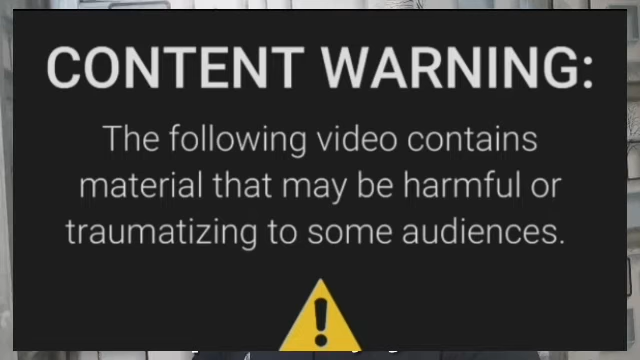 CONTENT WARNING:
The following video contains
material that may be harmful or
traumatizing to some audiences.